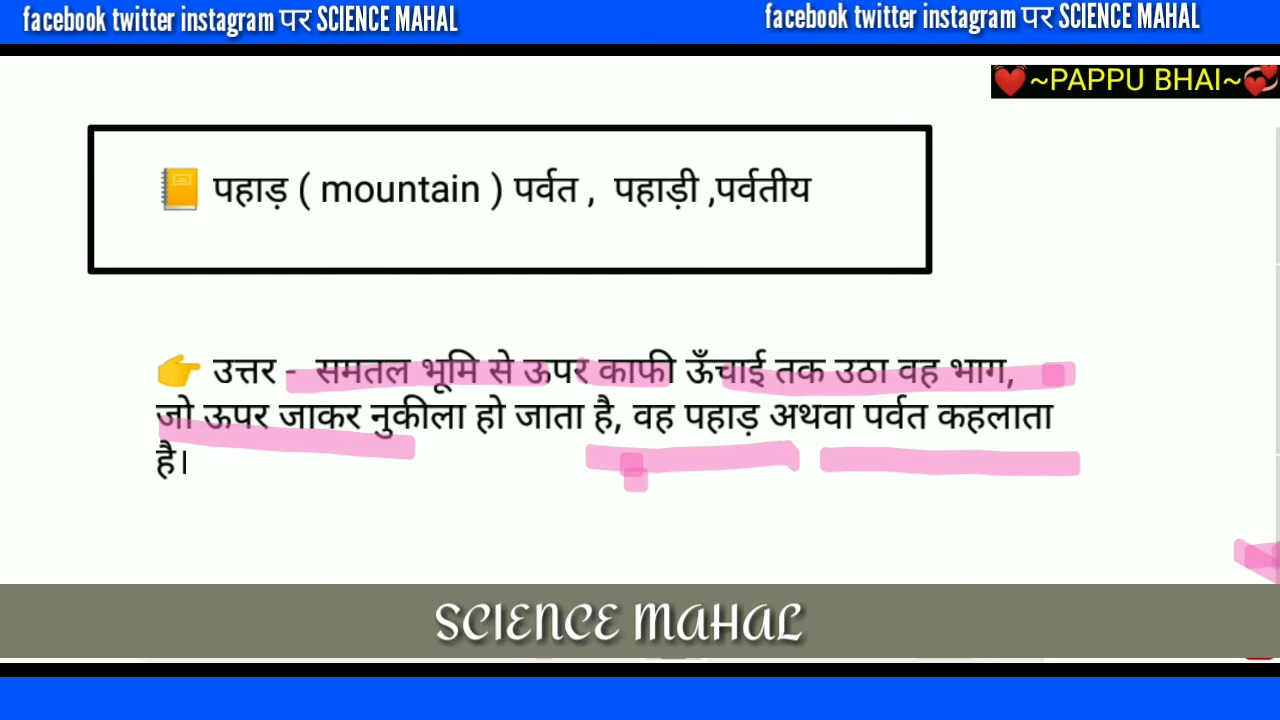 facebook twitter instagram पर SCIENCE MAHAL
facebook twitter instagram पर SCIENCE MAHAL
~PAPPU BHAI~
पहाड़ ( mountain ) पर्वत , पहाड़ी ,पर्वतीय
उत्तर - समतल भूमि से ऊपर काफी ऊँचाई तक उठा वह भाग,
जो ऊपर जाकर नुकीला हो जाता है, वह पहाड़ अथवा पर्वत कहलाता
है।
SCIENCE MAHAL